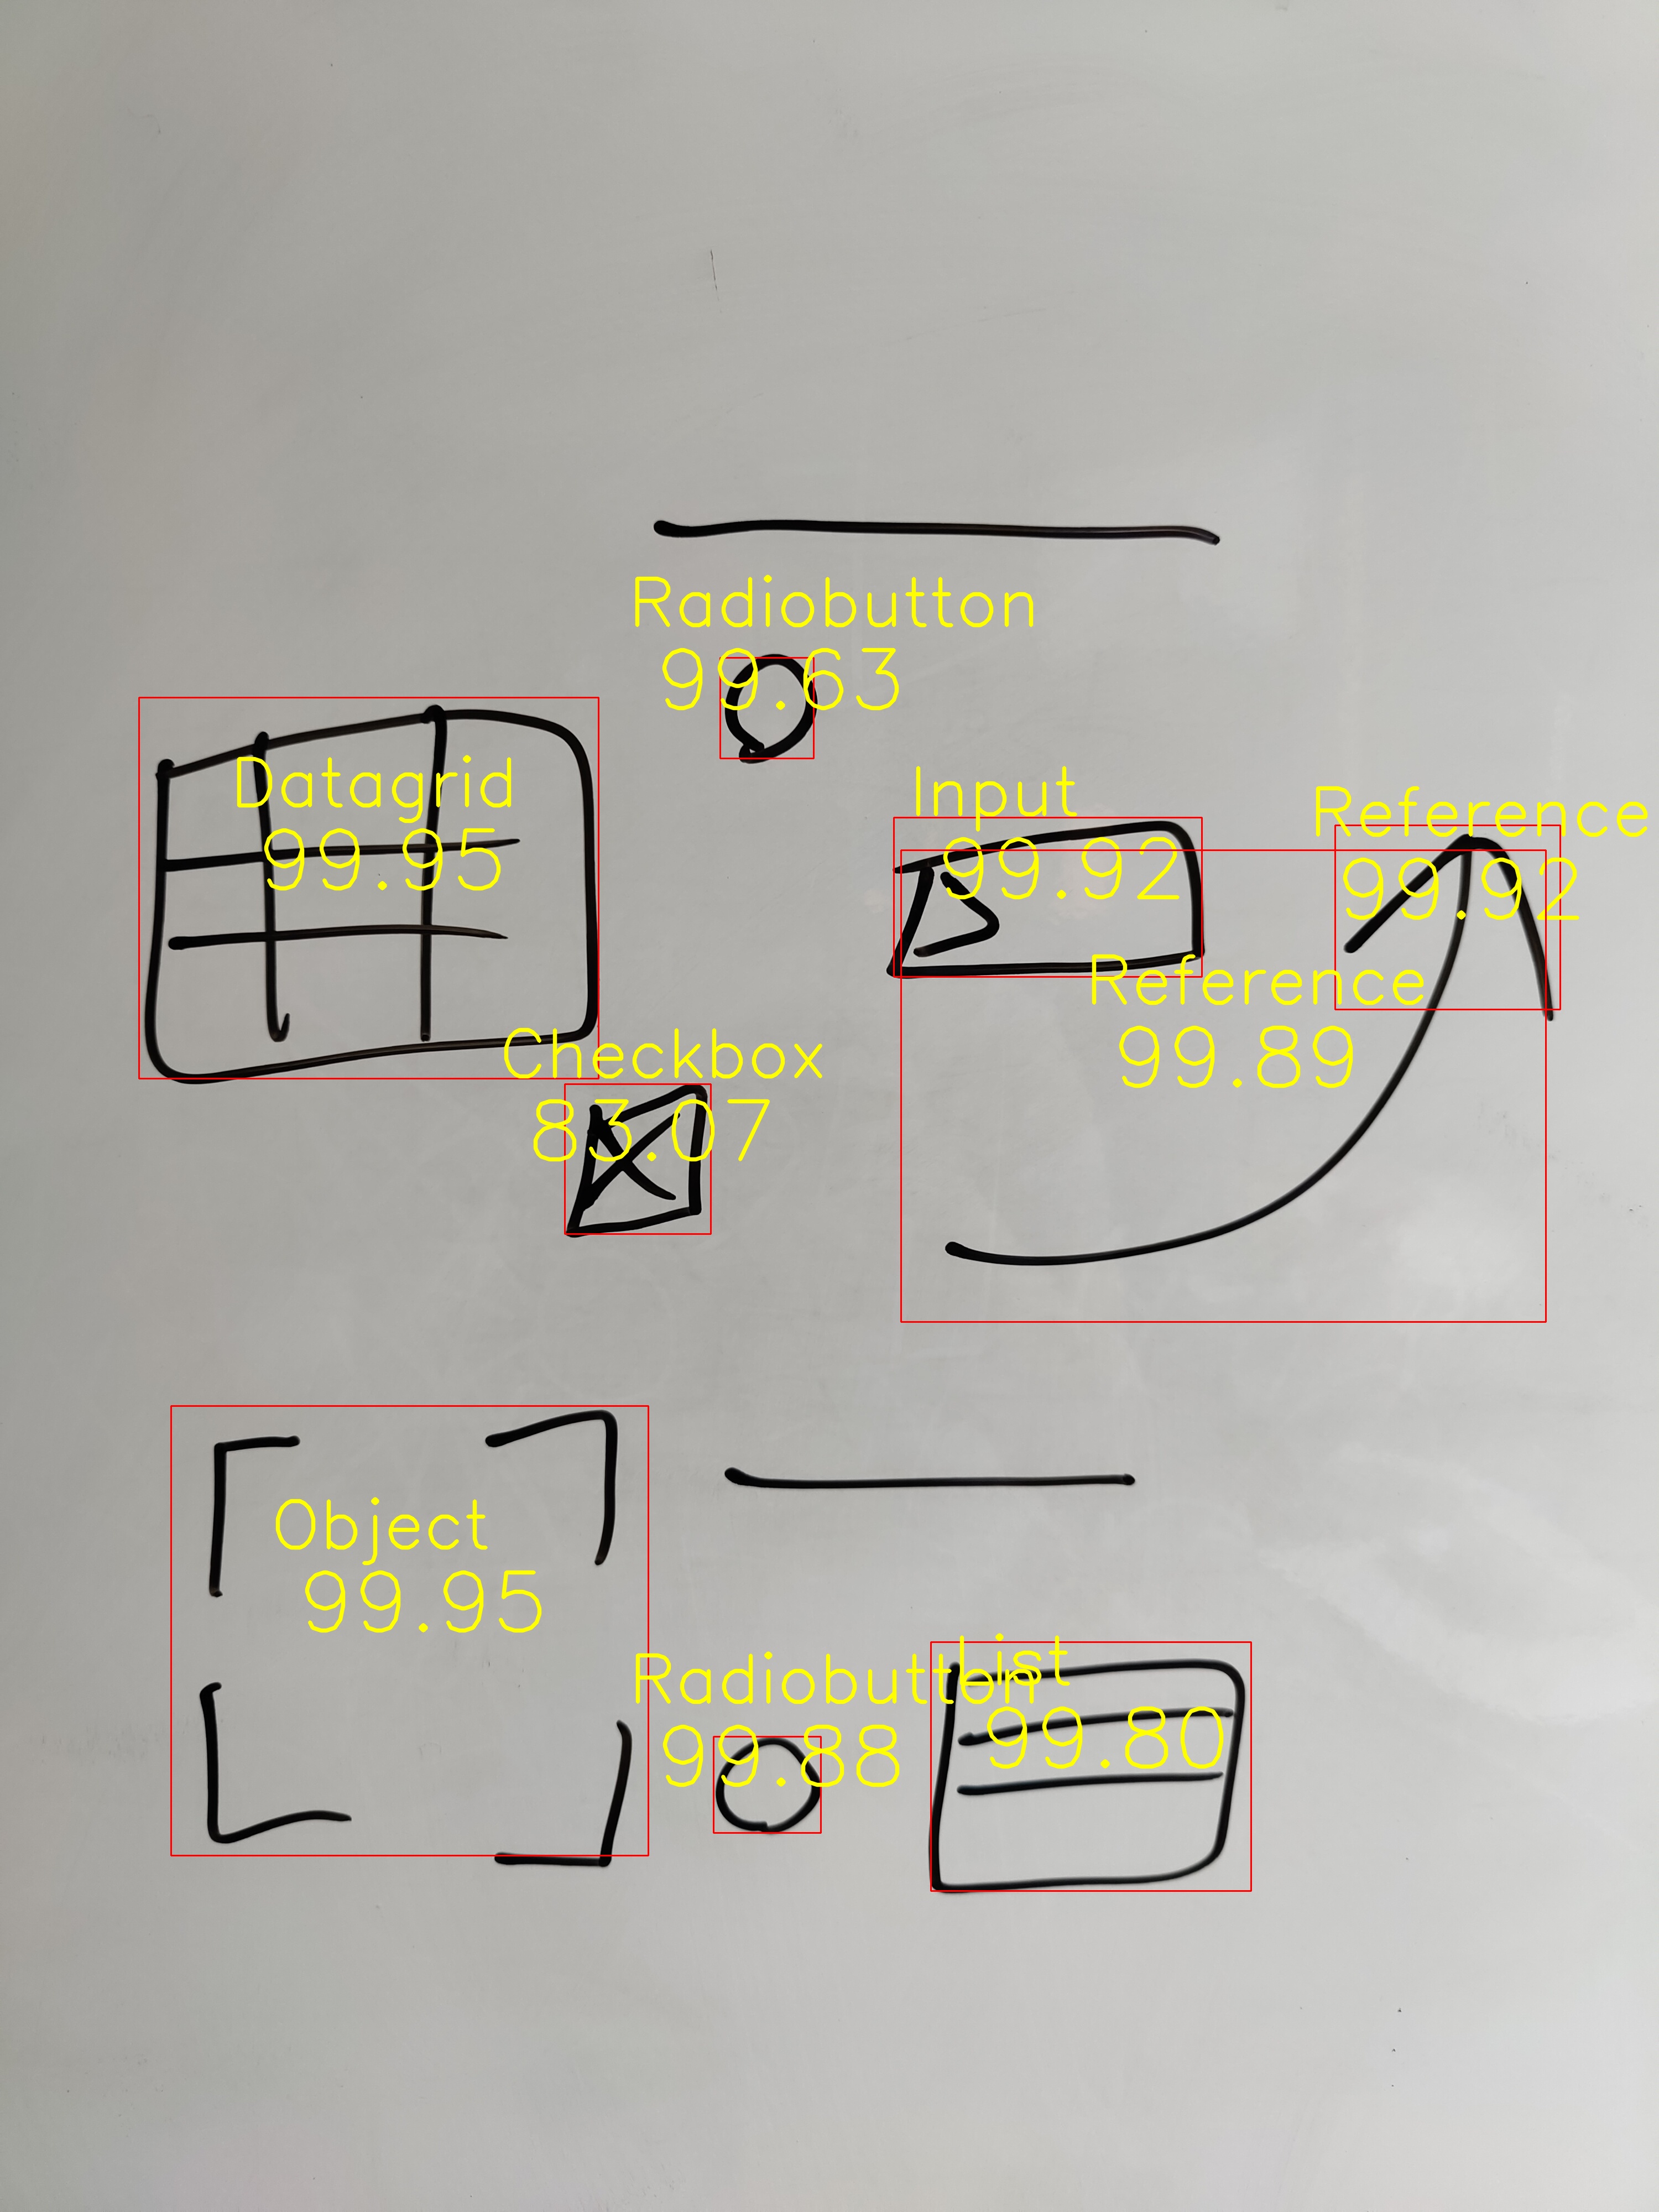 Radiobutton
99.63
Datagrid
99.95
Input
99.92
Reference
99.92
Reference
99.89
Checkbox
83.07
Object
99.95
Radiobutton
99.88
List
99.80